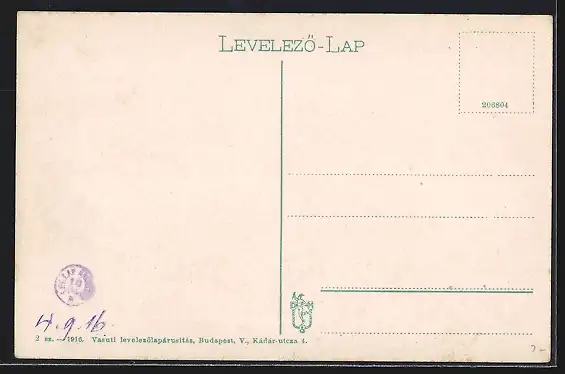 LEVELEZŐ-LAP
206804
4.9.16.
2 sz. — 1916. Vasuti levelezőlapárusitás, Budapest, V., Kádár-utcza 4.